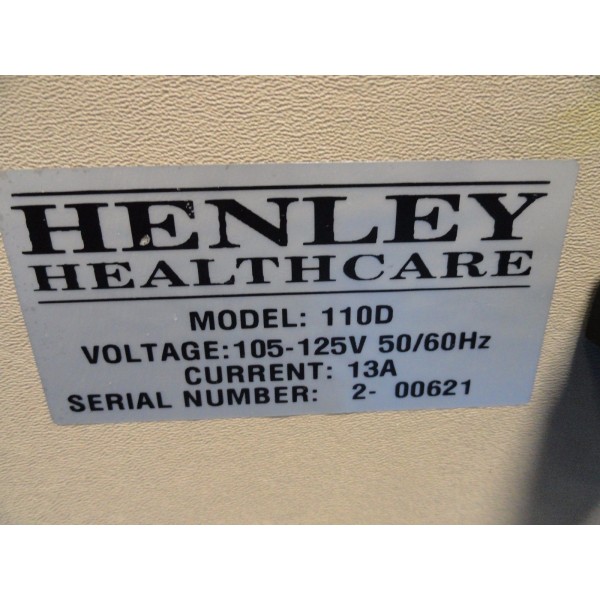 HENLEY
HEALTHCARE
MODEL: 110D
VOLTAGE:105-125V 50/60Hz
CURRENT: 13A
SERIAL NUMBER: 2- 00621